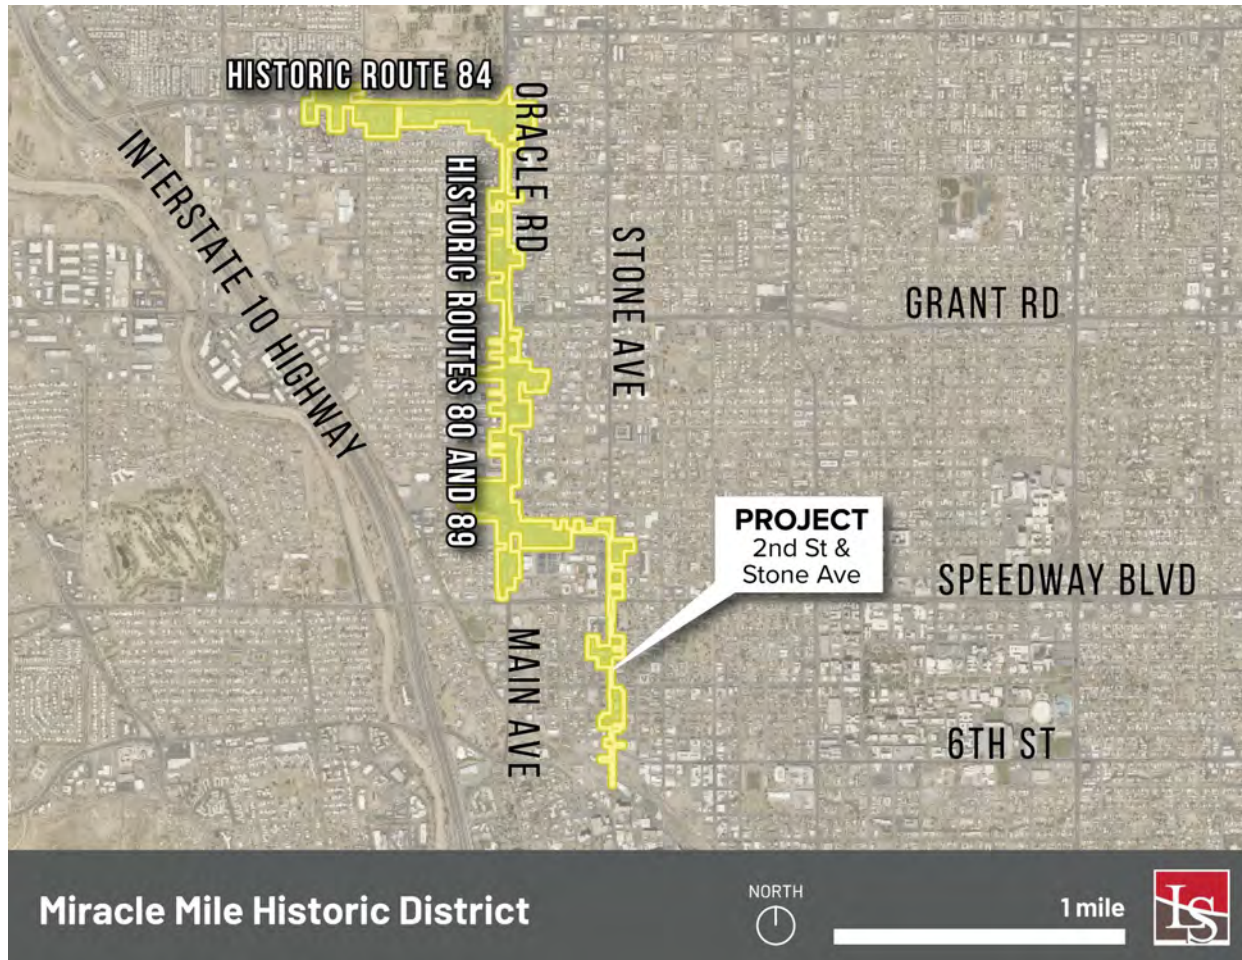 HISTORIC ROUTE 84
ORACLE RD
INTERSTATE 10 HIGHWAY
HISTORIC ROUTES 80 AND 89
STONE AVE
GRANT RD
PROJECT
2nd St &
Stone Ave
SPEEDWAY BLVD
MAIN AVE
6TH ST
Miracle Mile Historic District
NORTH
1 mile
LS